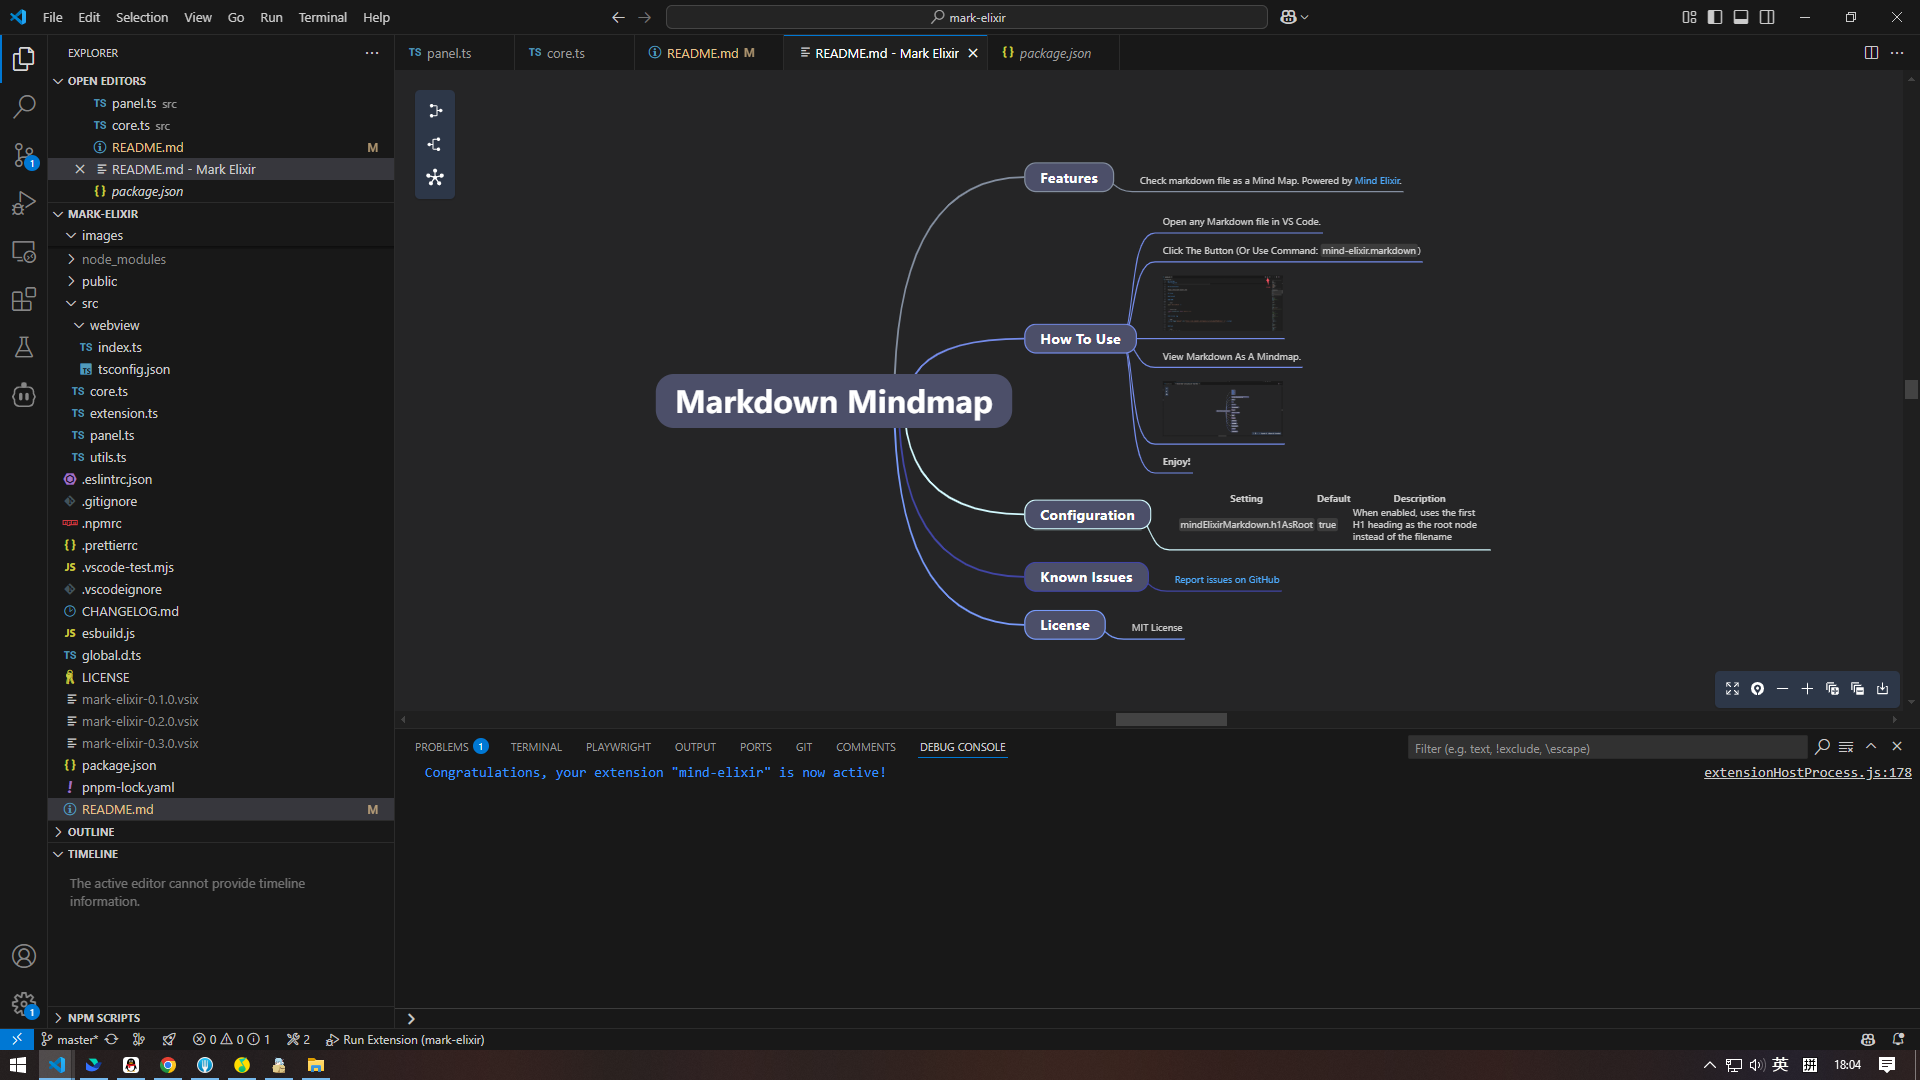 File Edit Selection View Go Run Terminal Help
mark-elixir
EXPLORER
OPEN EDITORS
TS panel.ts src
TS core.ts src
README.md M
README.md - Mark Elixir
{} package.json
MARK-ELIXIR
images
node_modules
public
src
webview
TS index.ts
tsconfig.json
TS core.ts
TS extension.ts
TS panel.ts
TS utils.ts
.eslintrc.json
.gitignore
.npmrc
{} .prettierrc
JS .vscode-test.mjs
.vscodeignore
CHANGELOG.md
JS esbuild.js
TS global.d.ts
LICENSE
mark-elixir-0.1.0.vsix
mark-elixir-0.2.0.vsix
mark-elixir-0.3.0.vsix
{} package.json
! pnpm-lock.yaml
README.md M
OUTLINE
TIMELINE
The active editor cannot provide timeline
information.
NPM SCRIPTS
TS panel.ts
TS core.ts
README.md M
README.md - Mark Elixir
{} package.json
Markdown Mindmap
Features
Check markdown file as a Mind Map. Powered by Mind Elixir.
How To Use
Open any Markdown file in VS Code.
Click The Button (Or Use Command: mind-elixir.markdown)
View Markdown As A Mindmap.
Enjoy!
Configuration
Setting Default Description
mindElixirMarkdown.h1AsRoot true When enabled, uses the first
H1 heading as the root node
instead of the filename
Known Issues
Report issues on GitHub
License
MIT License
PROBLEMS 1 TERMINAL PLAYWRIGHT OUTPUT PORTS GIT COMMENTS DEBUG CONSOLE
Filter (e.g. text, !exclude, \escape)
Congratulations, your extension "mind-elixir" is now active!
extensionHostProcess.js:178
1
1
master* 0 0 1 2 Run Extension (mark-elixir)
英 拼 18:04